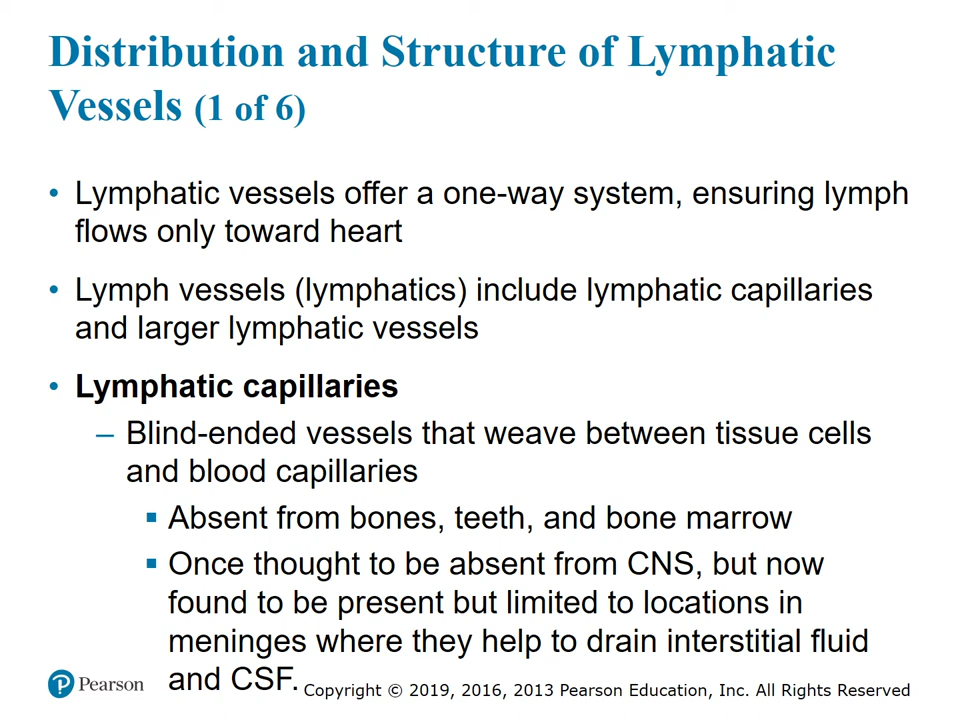 Distribution and Structure of Lymphatic
Vessels (1 of 6)
• Lymphatic vessels offer a one-way system, ensuring lymph
flows only toward heart
• Lymph vessels (lymphatics) include lymphatic capillaries
and larger lymphatic vessels
• Lymphatic capillaries
– Blind-ended vessels that weave between tissue cells
and blood capillaries
▪ Absent from bones, teeth, and bone marrow
▪ Once thought to be absent from CNS, but now
found to be present but limited to locations in
meninges where they help to drain interstitial fluid
and CSF.
P Pearson
Copyright © 2019, 2016, 2013 Pearson Education, Inc. All Rights Reserved